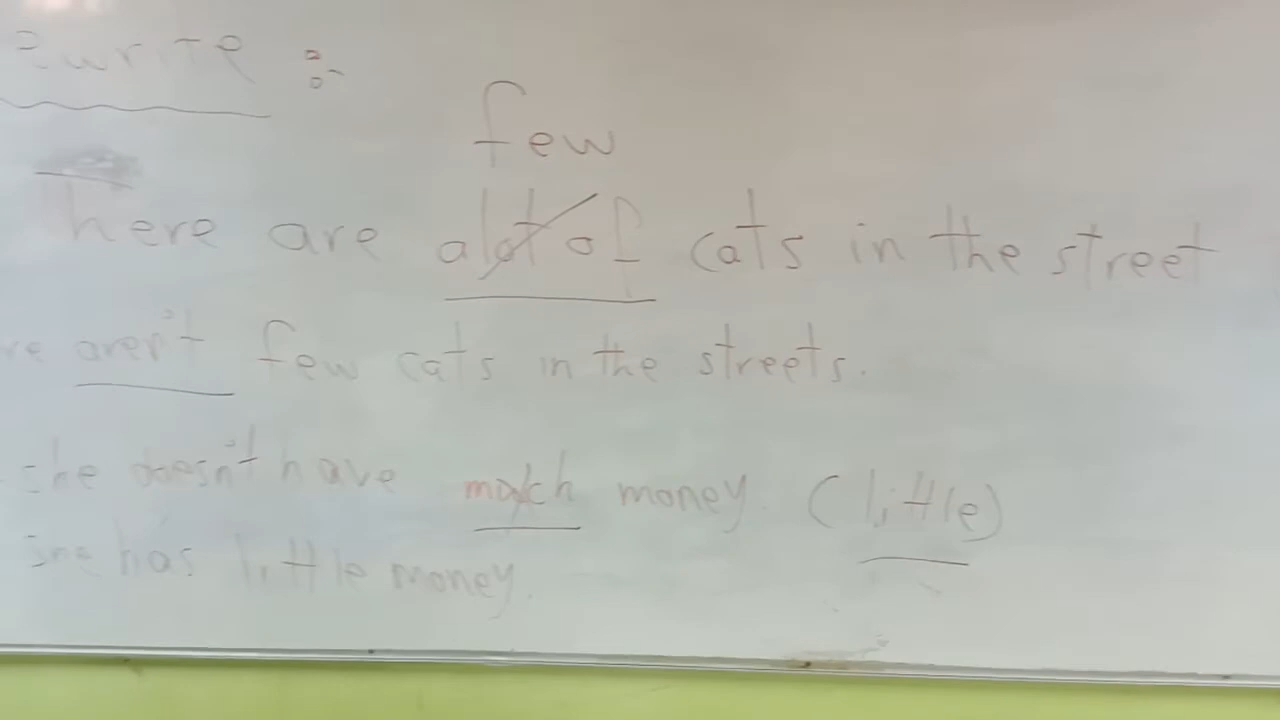 ewrite :-
few
here are alot of cats in the street
re aren't few cats in the streets.
she doesn't have much money. (little)
she has little money.